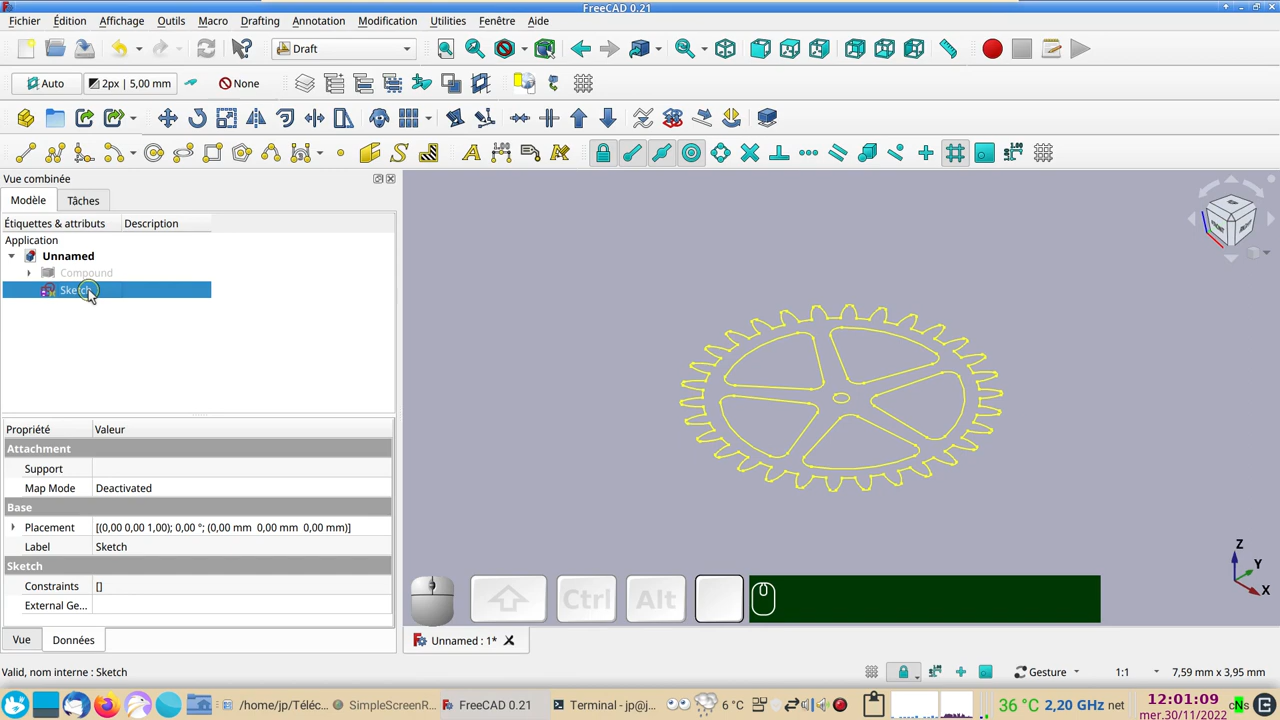 FreeCAD 0.21
Fichier Édition Affichage Outils Macro Drafting Annotation Modification Utilities Fenêtre Aide
Draft
Auto 2px | 5,00 mm None
Vue combinée
Modèle Tâches
Étiquettes & attributs Description
Application
Unnamed
Compound
Sketch
Propriété Valeur
Attachment
Support
Map Mode Deactivated
Base
Placement [(0,00 0,00 1,00); 0,00 °; (0,00 mm 0,00 mm 0,00 mm)]
Label Sketch
Sketch
Constraints []
External Ge...
Vue Données
Z
Y
X
Ctrl Alt
Unnamed : 1*
Valid, nom interne : Sketch Gesture 1:1 7,59 mm x 3,95 mm
/home/jp/Téléc SimpleScreenR... FreeCAD 0.21 Terminal - jp@j... 6 °C 36 °C 2,20 GHz net 12:01:09
mer.30/11/2022